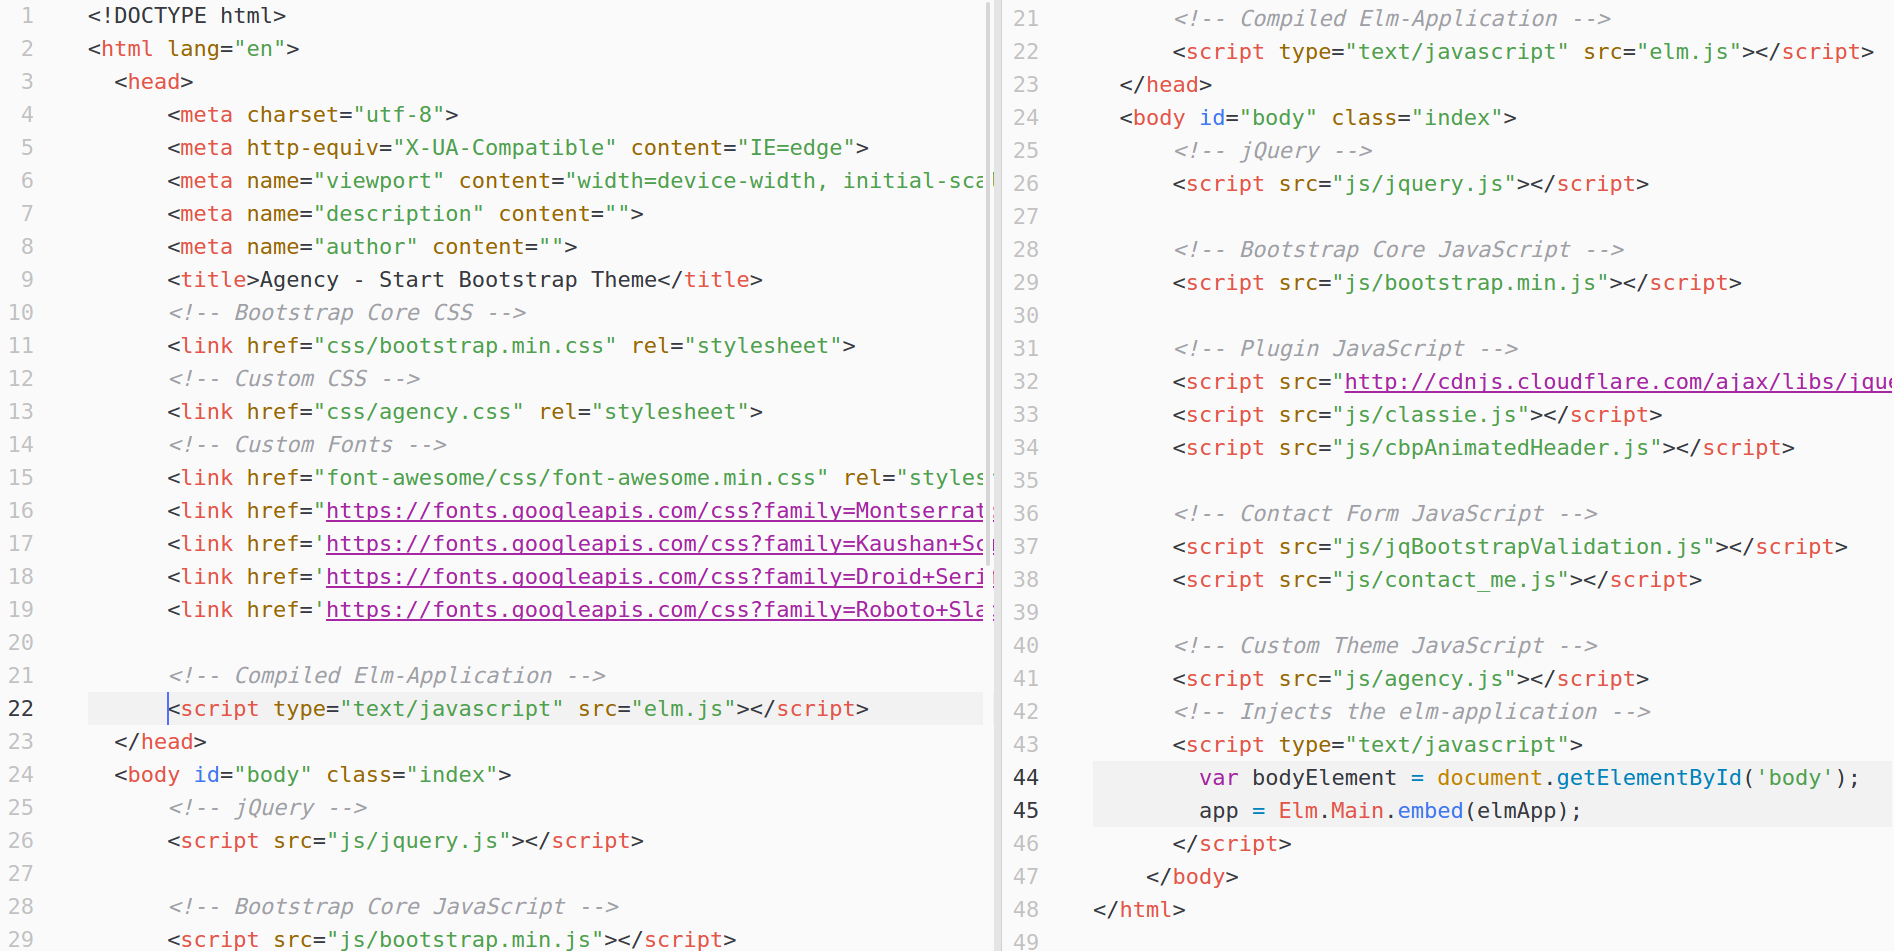 1 <!DOCTYPE html>
2 <html lang="en">
3 <head>
4 <meta charset="utf-8">
5 <meta http-equiv="X-UA-Compatible" content="IE=edge">
6 <meta name="viewport" content="width=device-width, initial-sca
7 <meta name="description" content="">
8 <meta name="author" content="">
9 <title>Agency - Start Bootstrap Theme</title>
10 <!-- Bootstrap Core CSS -->
11 <link href="css/bootstrap.min.css" rel="stylesheet">
12 <!-- Custom CSS -->
13 <link href="css/agency.css" rel="stylesheet">
14 <!-- Custom Fonts -->
15 <link href="font-awesome/css/font-awesome.min.css" rel="styles
16 <link href="https://fonts.googleapis.com/css?family=Montserrat
17 <link href='https://fonts.googleapis.com/css?family=Kaushan+Sc
18 <link href='https://fonts.googleapis.com/css?family=Droid+Seri
19 <link href='https://fonts.googleapis.com/css?family=Roboto+Sla
20
21 <!-- Compiled Elm-Application -->
22 <script type="text/javascript" src="elm.js"></script>
23 </head>
24 <body id="body" class="index">
25 <!-- jQuery -->
26 <script src="js/jquery.js"></script>
27
28 <!-- Bootstrap Core JavaScript -->
29 <script src="js/bootstrap.min.js"></script>
21 <!-- Compiled Elm-Application -->
22 <script type="text/javascript" src="elm.js"></script>
23 </head>
24 <body id="body" class="index">
25 <!-- jQuery -->
26 <script src="js/jquery.js"></script>
27
28 <!-- Bootstrap Core JavaScript -->
29 <script src="js/bootstrap.min.js"></script>
30
31 <!-- Plugin JavaScript -->
32 <script src="http://cdnjs.cloudflare.com/ajax/libs/jque
33 <script src="js/classie.js"></script>
34 <script src="js/cbpAnimatedHeader.js"></script>
35
36 <!-- Contact Form JavaScript -->
37 <script src="js/jqBootstrapValidation.js"></script>
38 <script src="js/contact_me.js"></script>
39
40 <!-- Custom Theme JavaScript -->
41 <script src="js/agency.js"></script>
42 <!-- Injects the elm-application -->
43 <script type="text/javascript">
44 var bodyElement = document.getElementById('body');
45 app = Elm.Main.embed(elmApp);
46 </script>
47 </body>
48 </html>
49